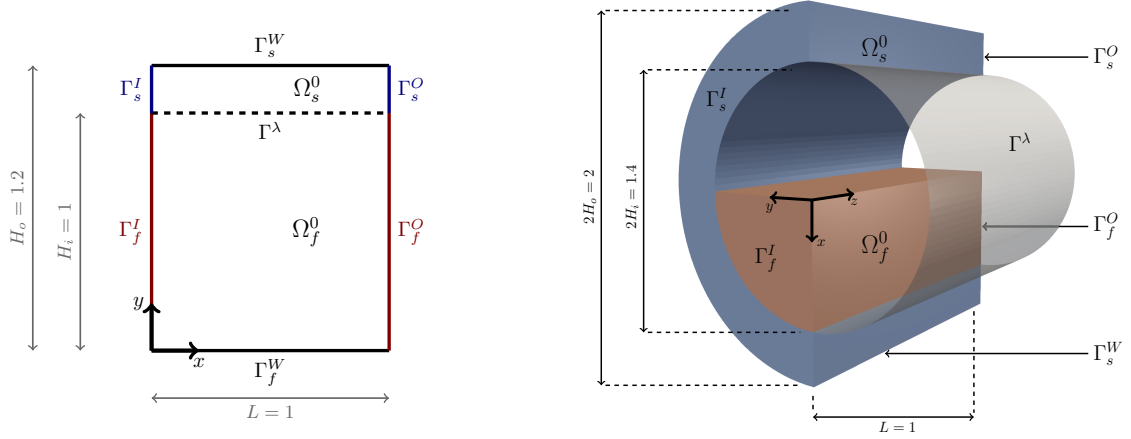 Γ_s^W
Γ_s^I
Ω_s^0
Γ_s^O
Γ^λ
H_o = 1.2
H_i = 1
Γ_f^I
Ω_f^0
Γ_f^O
y
x
Γ_f^W
L = 1
Ω_s^0
Γ_s^O
Γ_s^I
Γ^λ
2H_o = 2
2H_i = 1.4
y
z
x
Γ_f^I
Ω_f^0
Γ_f^O
Γ_s^W
L = 1